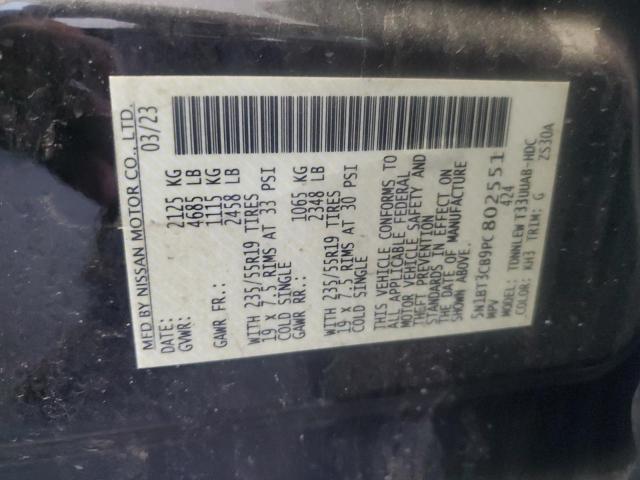 MFD BY NISSAN MOTOR CO., LTD.
DATE: 03/23
GVWR: 2125 KG
4685 LB
GAWR FR.: 1115 KG
2458 LB
WITH 235/55R19 TIRES
19 X 7.5 RIMS AT 33 PSI
COLD SINGLE
GAWR RR.: 1065 KG
2348 LB
WITH 235/55R19 TIRES
19 X 7.5 RIMS AT 30 PSI
COLD SINGLE
THIS VEHICLE CONFORMS TO
ALL APPLICABLE FEDERAL
MOTOR VEHICLE SAFETY AND
THEFT PREVENTION
STANDARDS IN EFFECT ON
THE DATE OF MANUFACTURE
SHOWN ABOVE.
5N1BT3CB9PC802551
MPV 424
MODEL: TDNNLEWT33UUAB-HDC
COLOR: KH3 TRIM: G ZS30A